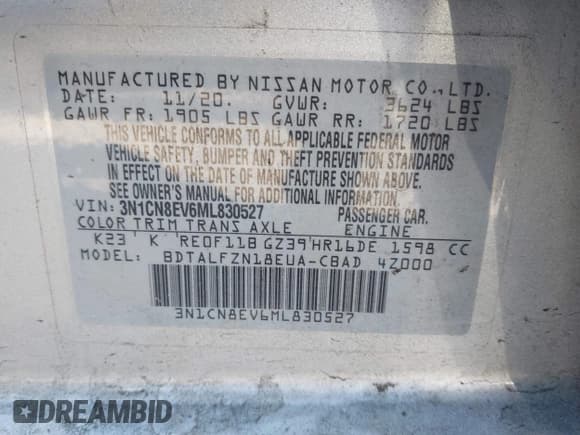 MANUFACTURED BY NISSAN MOTOR CO., LTD.
DATE: 11/20. GVWR: 3624 LBS
GAWR FR: 1905 LBS GAWR RR: 1720 LBS
THIS VEHICLE CONFORMS TO ALL APPLICABLE FEDERAL MOTOR
VEHICLE SAFETY, BUMPER AND THEFT PREVENTION STANDARDS
IN EFFECT ON THE DATE OF MANUFACTURE SHOWN ABOVE.
SEE OWNER'S MANUAL FOR ADDITIONAL INFORMATION.
VIN: 3N1CN8EV6ML830527 PASSENGER CAR.
COLOR TRIM TRANS AXLE ENGINE
K23 K RE0F11B GZ39 HR16DE 1598 CC
MODEL: BDTALFZN18EUA-CBAD 4Z000
3N1CN8EV6ML830527
DREAMBID